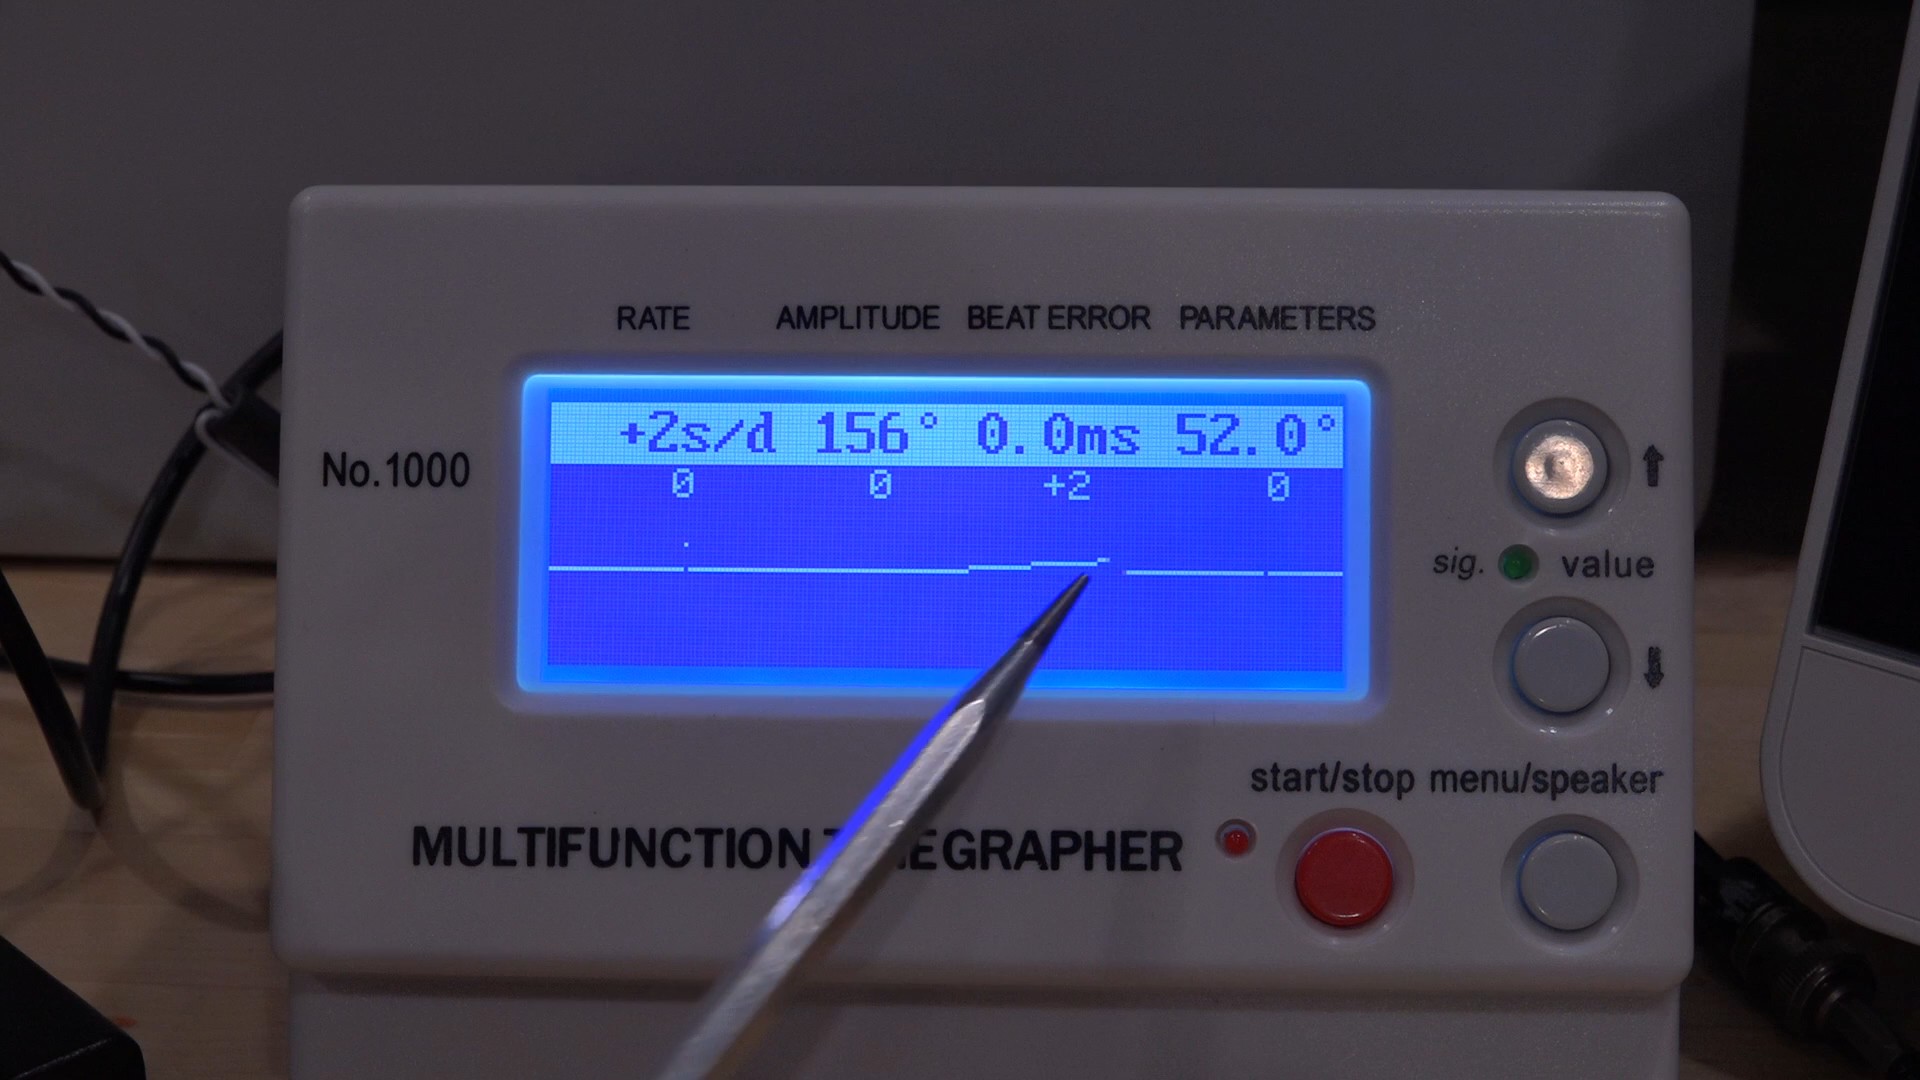 RATE AMPLITUDE BEAT ERROR PARAMETERS
+2s/d 156° 0.0ms 52.0°
0 0 +2 0
No.1000
sig. value
start/stop menu/speaker
MULTIFUNCTION T EGRAPHER